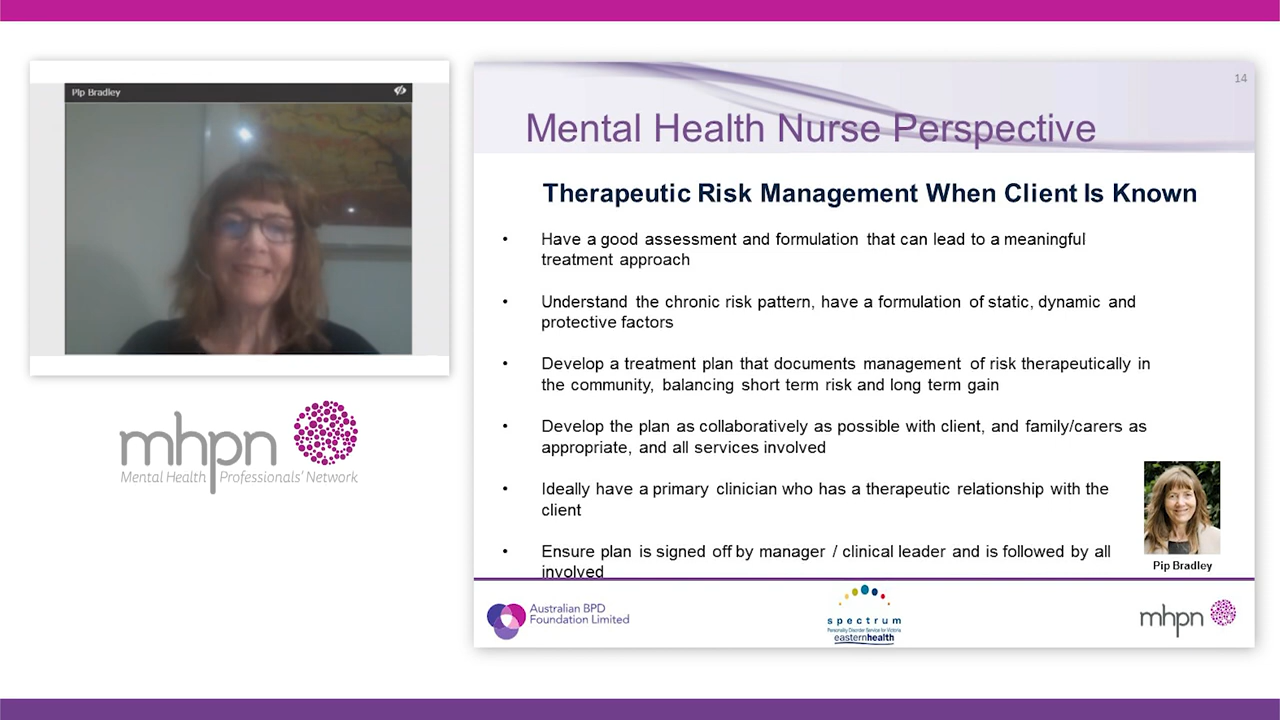 Pip Bradley
mhpn
Mental Health Professionals' Network
14
Mental Health Nurse Perspective
Therapeutic Risk Management When Client Is Known
• Have a good assessment and formulation that can lead to a meaningful
treatment approach
• Understand the chronic risk pattern, have a formulation of static, dynamic and
protective factors
• Develop a treatment plan that documents management of risk therapeutically in
the community, balancing short term risk and long term gain
• Develop the plan as collaboratively as possible with client, and family/carers as
appropriate, and all services involved
• Ideally have a primary clinician who has a therapeutic relationship with the
client
• Ensure plan is signed off by manager / clinical leader and is followed by all
involved
Pip Bradley
Australian BPD
Foundation Limited
spectrum
Personality Disorder Service for Victoria
easternhealth
mhpn